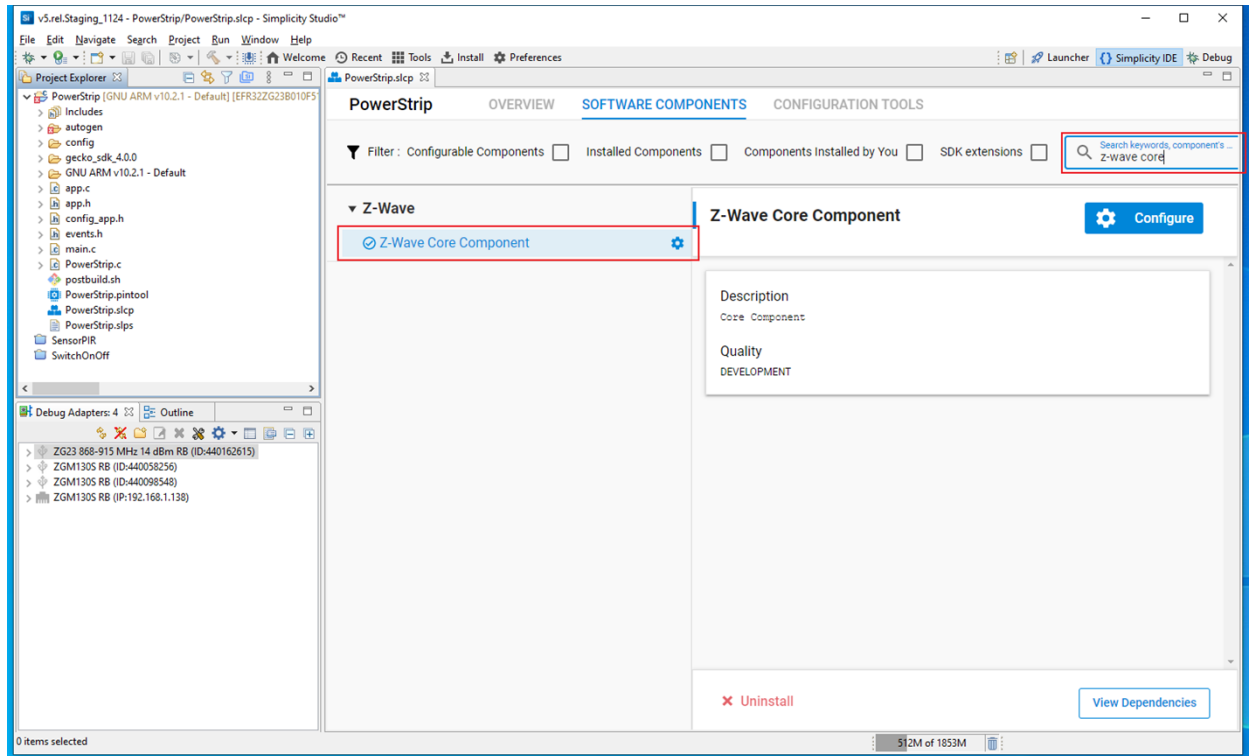 v5.rel.Staging_1124 - PowerStrip/PowerStrip.slcp - Simplicity Studio™
File Edit Navigate Search Project Run Window Help
Welcome Recent Tools Install Preferences Launcher {} Simplicity IDE Debug
Project Explorer
PowerStrip [GNU ARM v10.2.1 - Default] [EFR32ZG23B010F51
Includes
autogen
config
gecko_sdk_4.0.0
GNU ARM v10.2.1 - Default
app.c
app.h
config_app.h
events.h
main.c
PowerStrip.c
postbuild.sh
PowerStrip.pintool
PowerStrip.slcp
PowerStrip.slps
SensorPIR
SwitchOnOff
Debug Adapters: 4 Outline
ZG23 868-915 MHz 14 dBm RB (ID:440162615)
ZGM130S RB (ID:440058256)
ZGM130S RB (ID:440098548)
ZGM130S RB (IP:192.168.1.138)
PowerStrip.slcp
PowerStrip OVERVIEW SOFTWARE COMPONENTS CONFIGURATION TOOLS
Filter : Configurable Components Installed Components Components Installed by You SDK extensions
Search keywords, component's ...
z-wave core
Z-Wave
Z-Wave Core Component
Z-Wave Core Component Configure
Description
Core Component
Quality
DEVELOPMENT
Uninstall View Dependencies
0 items selected 512M of 1853M